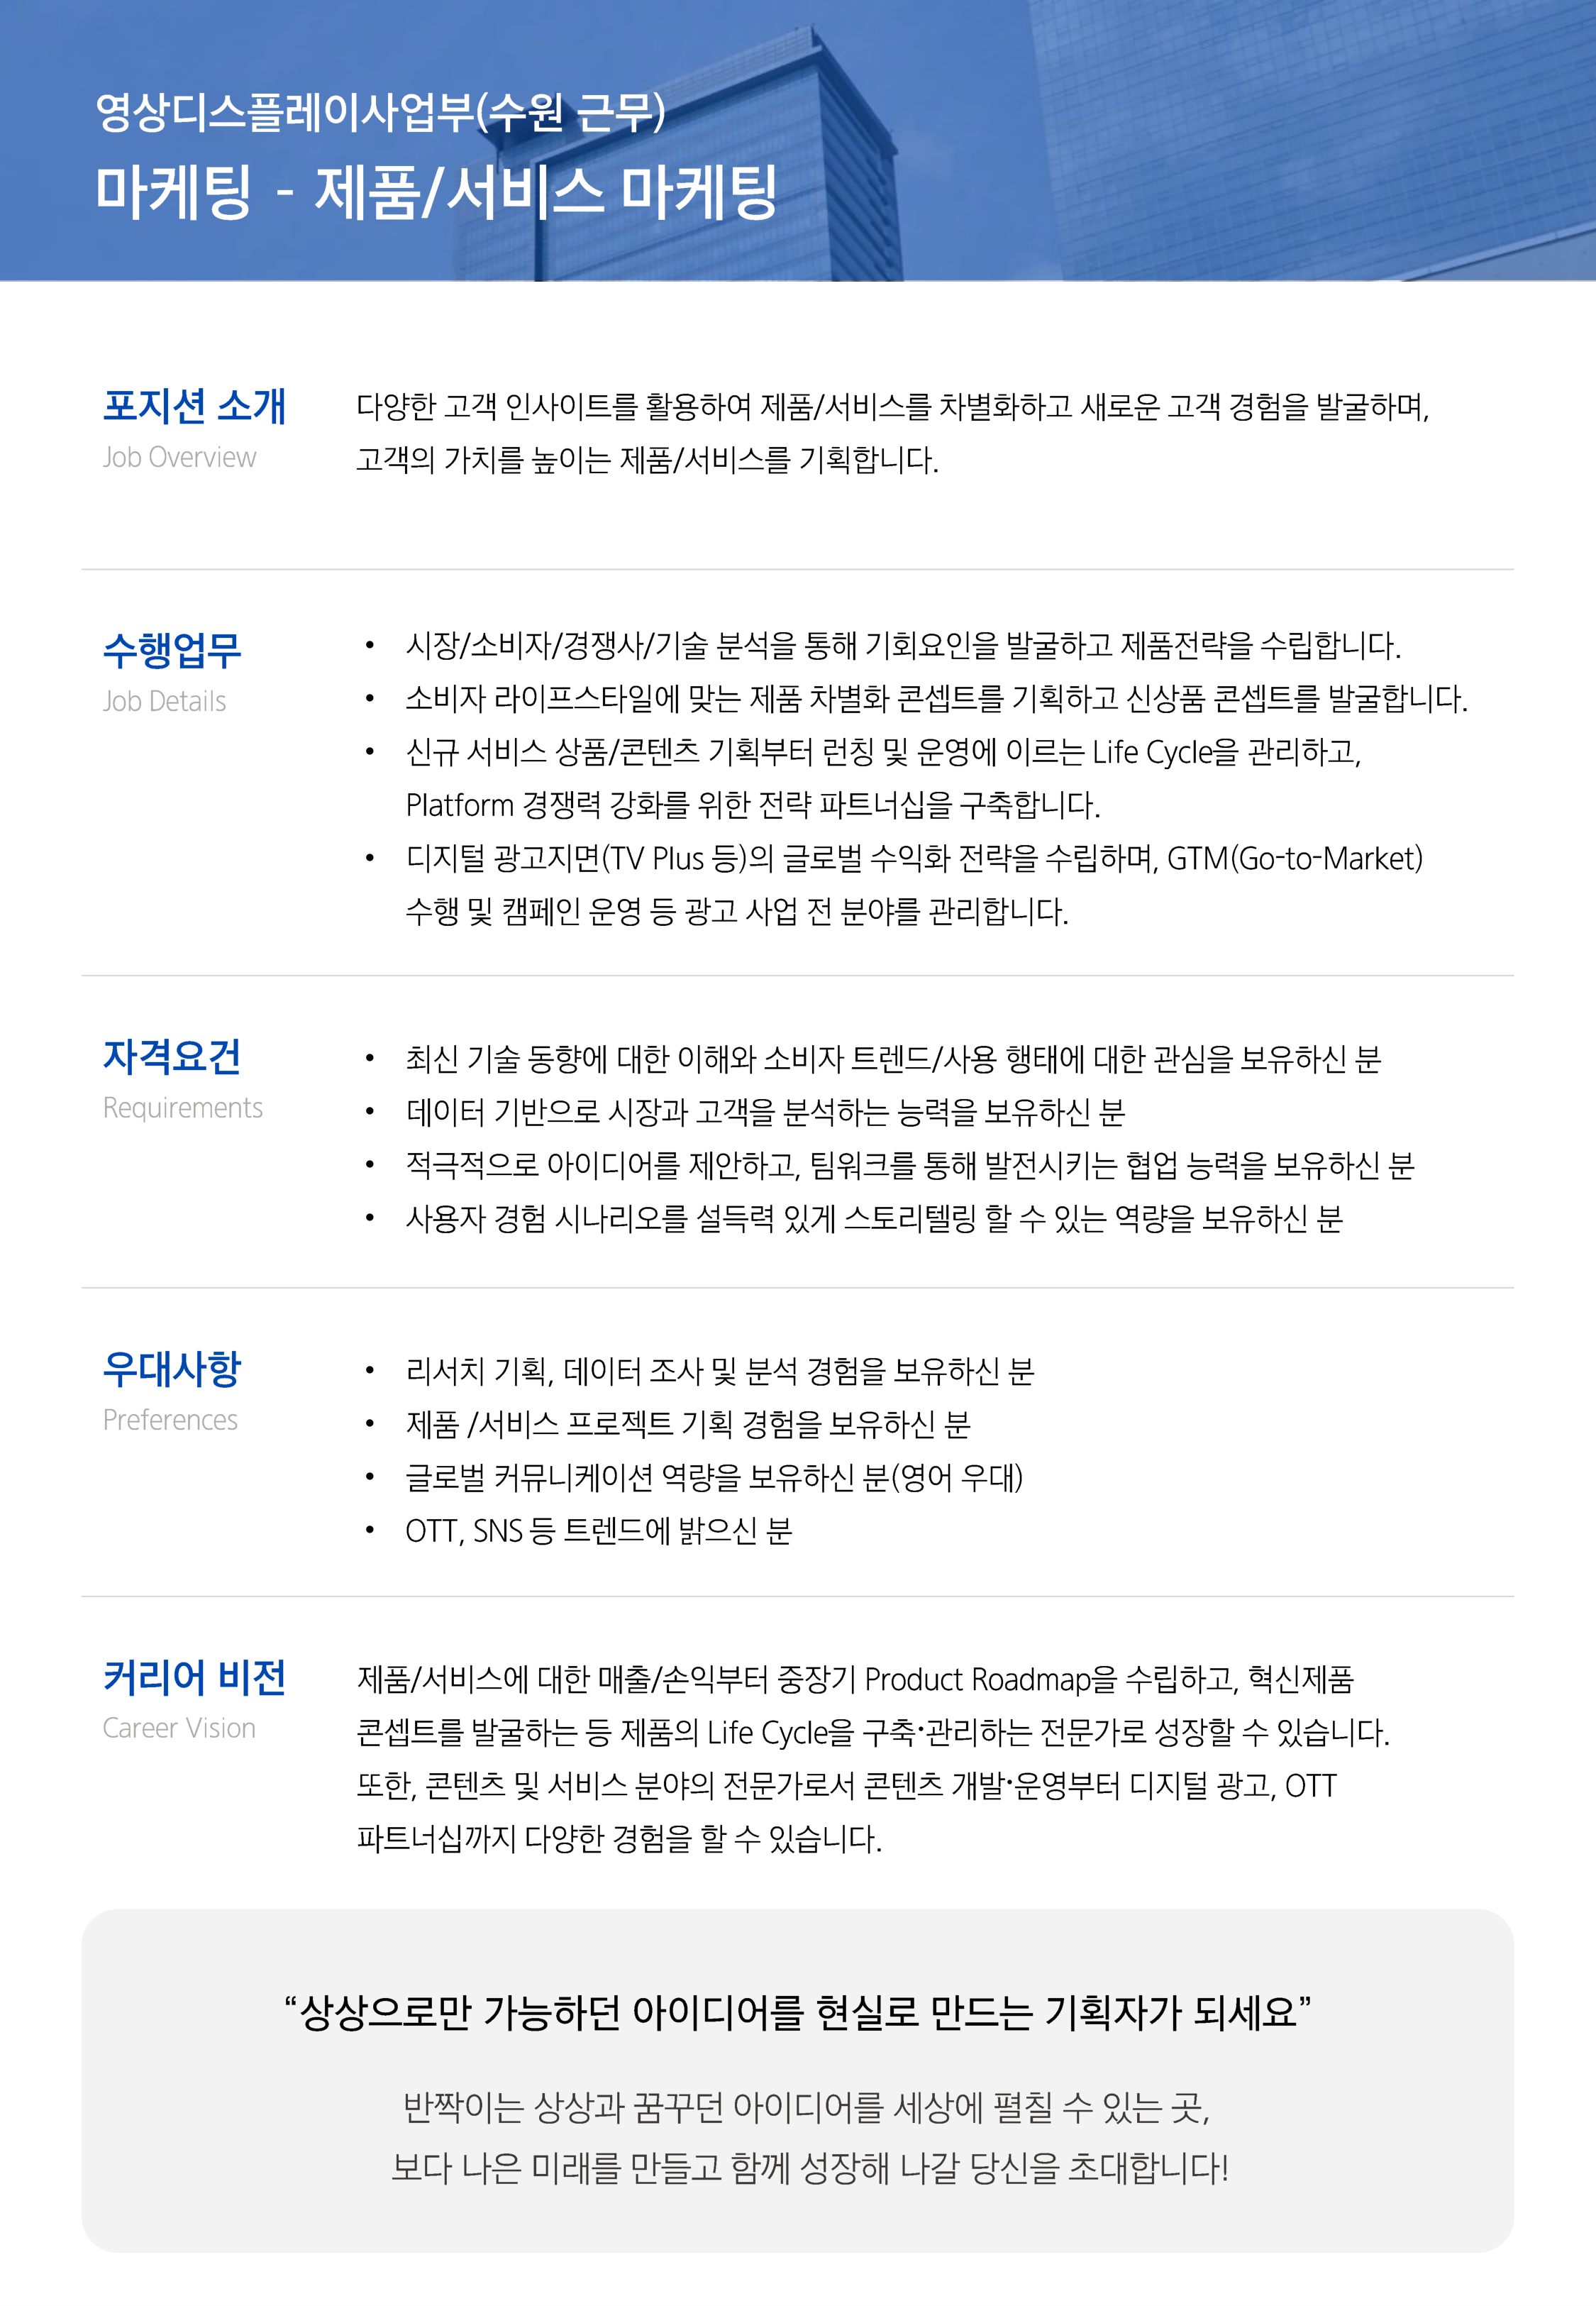 영상디스플레이사업부(수원 근무)
마케팅 - 제품/서비스 마케팅
포지션 소개
Job Overview
다양한 고객 인사이트를 활용하여 제품/서비스를 차별화하고 새로운 고객 경험을 발굴하며,
고객의 가치를 높이는 제품/서비스를 기획합니다.
수행업무
Job Details
• 시장/소비자/경쟁사/기술 분석을 통해 기회요인을 발굴하고 제품전략을 수립합니다.
• 소비자 라이프스타일에 맞는 제품 차별화 콘셉트를 기획하고 신상품 콘셉트를 발굴합니다.
• 신규 서비스 상품/콘텐츠 기획부터 런칭 및 운영에 이르는 Life Cycle을 관리하고,
Platform 경쟁력 강화를 위한 전략 파트너십을 구축합니다.
• 디지털 광고지면(TV Plus 등)의 글로벌 수익화 전략을 수립하며, GTM(Go-to-Market)
수행 및 캠페인 운영 등 광고 사업 전 분야를 관리합니다.
자격요건
Requirements
• 최신 기술 동향에 대한 이해와 소비자 트렌드/사용 행태에 대한 관심을 보유하신 분
• 데이터 기반으로 시장과 고객을 분석하는 능력을 보유하신 분
• 적극적으로 아이디어를 제안하고, 팀워크를 통해 발전시키는 협업 능력을 보유하신 분
• 사용자 경험 시나리오를 설득력 있게 스토리텔링 할 수 있는 역량을 보유하신 분
우대사항
Preferences
• 리서치 기획, 데이터 조사 및 분석 경험을 보유하신 분
• 제품 /서비스 프로젝트 기획 경험을 보유하신 분
• 글로벌 커뮤니케이션 역량을 보유하신 분(영어 우대)
• OTT, SNS 등 트렌드에 밝으신 분
커리어 비전
Career Vision
제품/서비스에 대한 매출/손익부터 중장기 Product Roadmap을 수립하고, 혁신제품
콘셉트를 발굴하는 등 제품의 Life Cycle을 구축·관리하는 전문가로 성장할 수 있습니다.
또한, 콘텐츠 및 서비스 분야의 전문가로서 콘텐츠 개발·운영부터 디지털 광고, OTT
파트너십까지 다양한 경험을 할 수 있습니다.
“상상으로만 가능하던 아이디어를 현실로 만드는 기획자가 되세요”
반짝이는 상상과 꿈꾸던 아이디어를 세상에 펼칠 수 있는 곳,
보다 나은 미래를 만들고 함께 성장해 나갈 당신을 초대합니다!